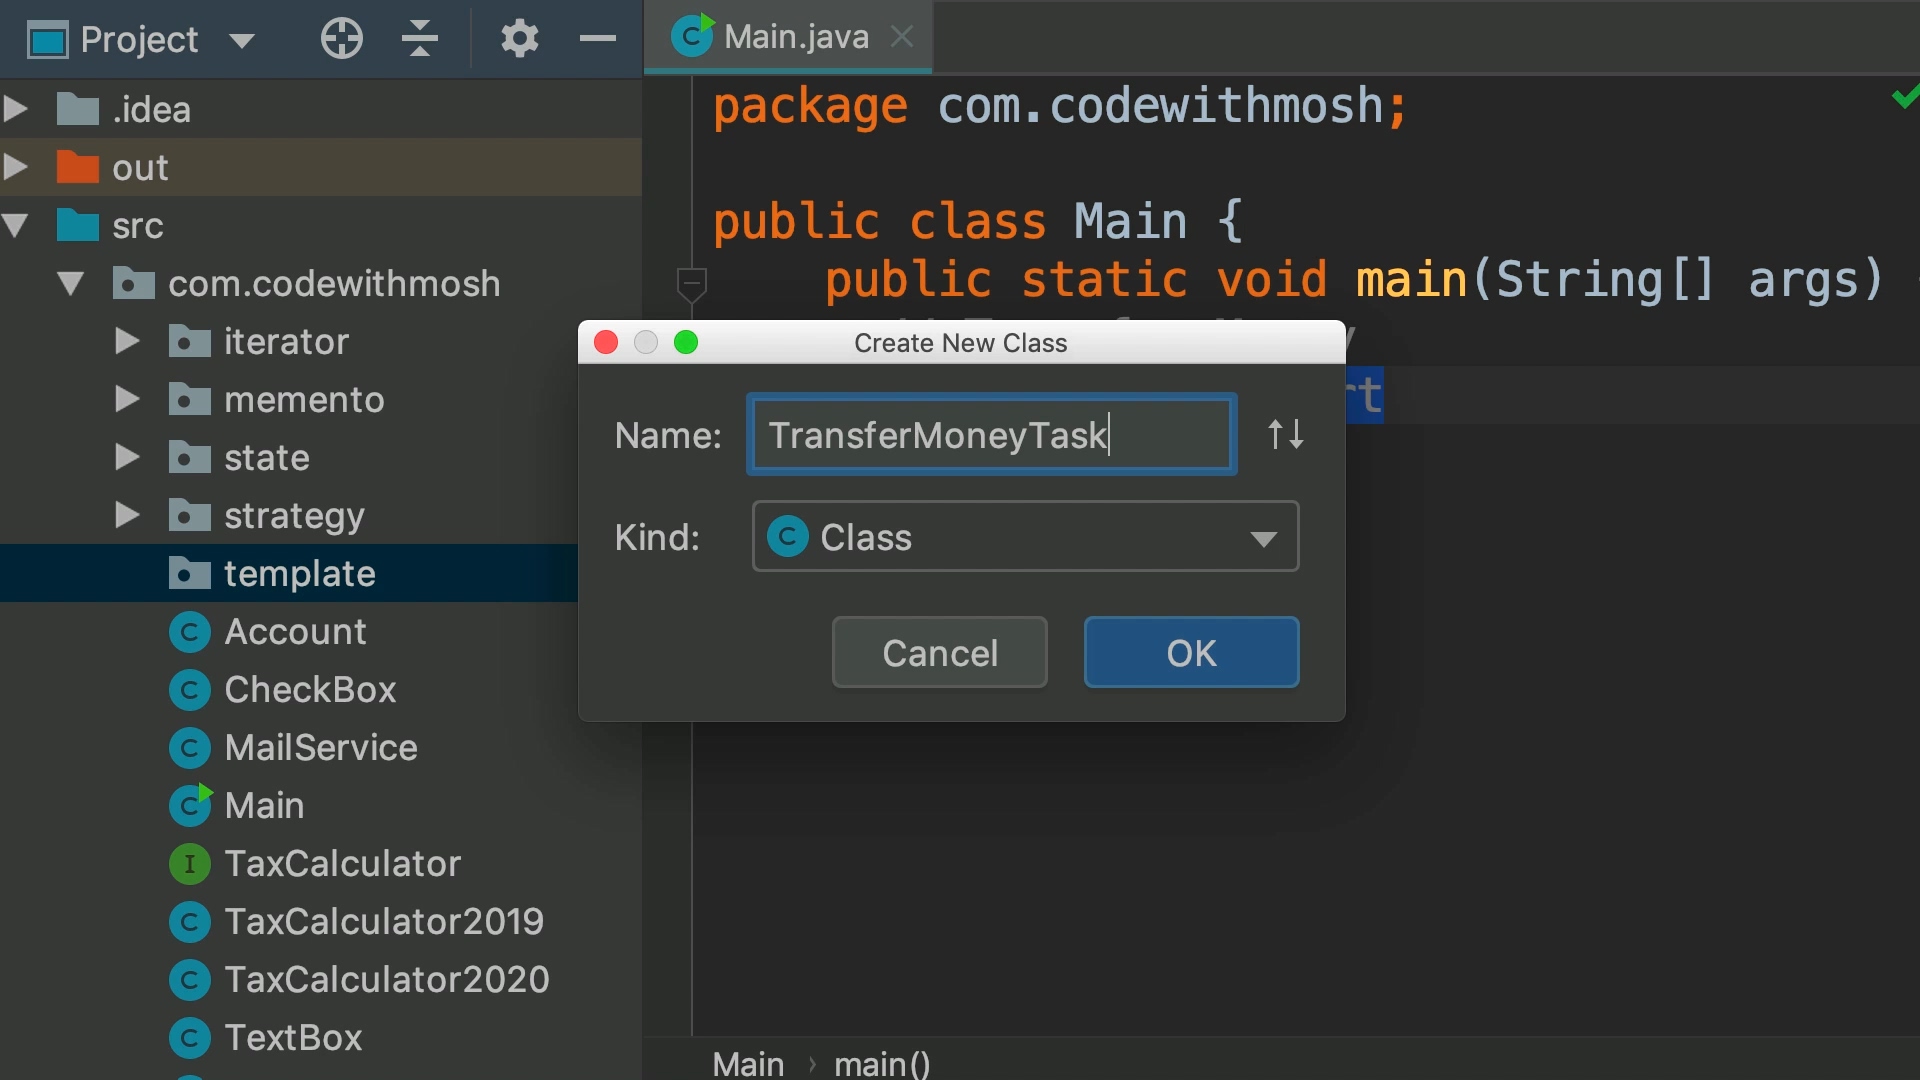 Project
Main.java
.idea
out
src
com.codewithmosh
iterator
memento
state
strategy
template
Account
CheckBox
MailService
Main
TaxCalculator
TaxCalculator2019
TaxCalculator2020
TextBox
package com.codewithmosh;
public class Main {
public static void main(String[] args)
Create New Class
Name: TransferMoneyTask
Kind: Class
Cancel OK
Main › main()